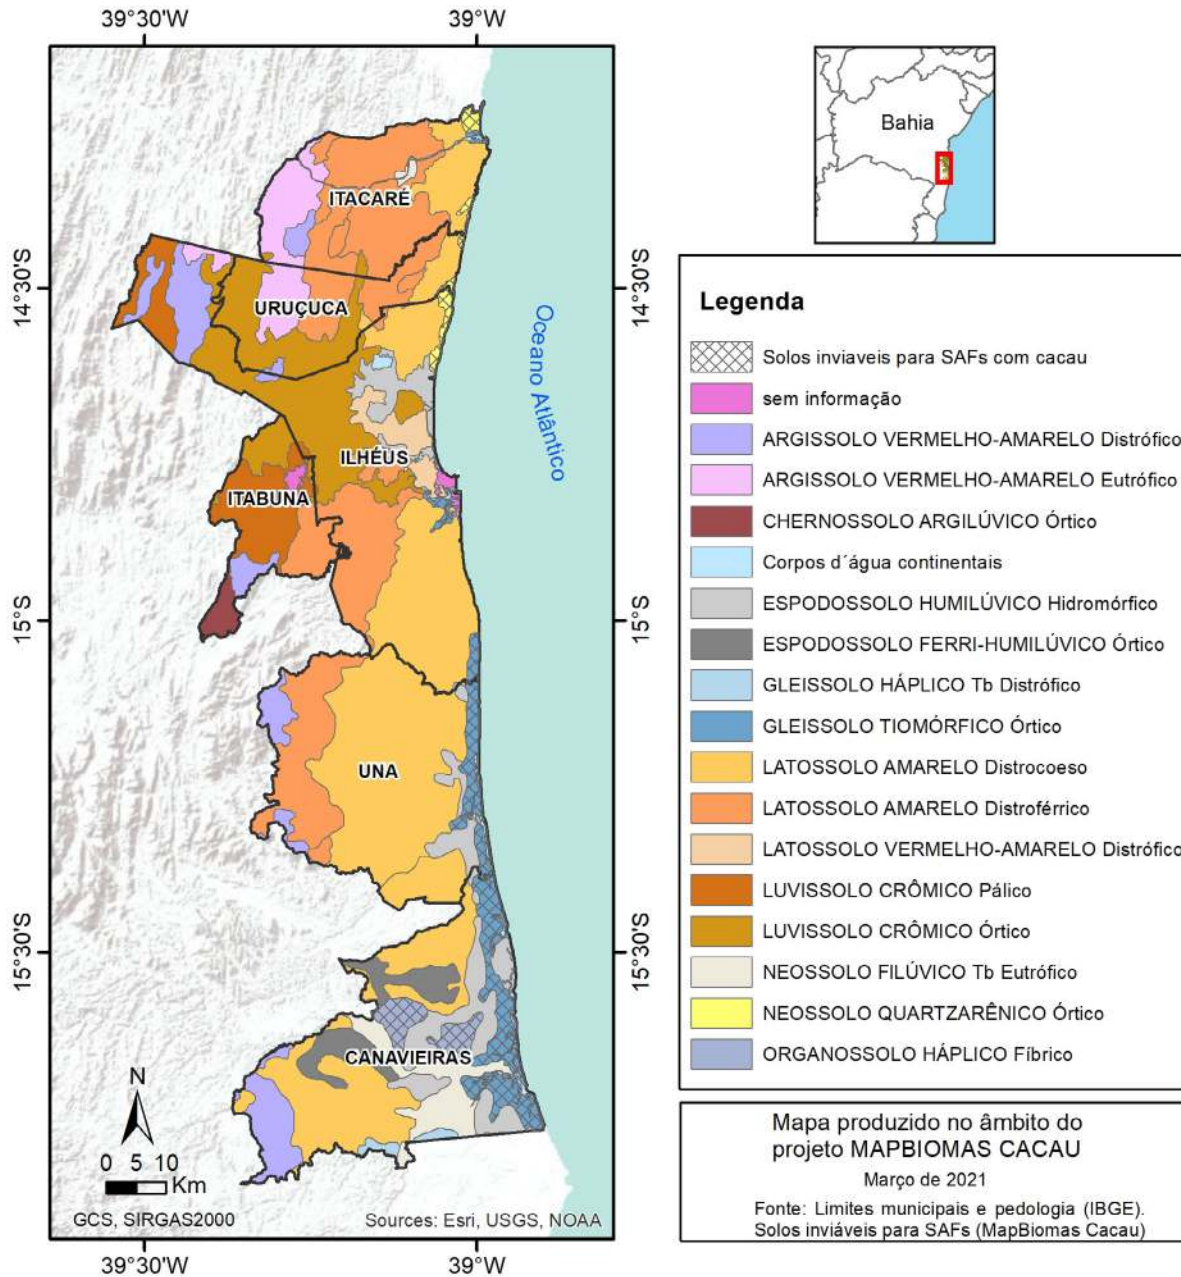 39°30'W
39°W
14°30'S
15°S
15°30'S
ITACARÉ
URUÇUCA
ILHÉUS
ITABUNA
UNA
CANAVIEIRAS
Oceano Atlântico
N
0 5 10
Km
GCS, SIRGAS2000
Sources: Esri, USGS, NOAA
39°30'W
39°W
14°30'S
15°S
15°30'S
Bahia
Legenda
Solos inviaveis para SAFs com cacau
sem informação
ARGISSOLO VERMELHO-AMARELO Distrófico
ARGISSOLO VERMELHO-AMARELO Eutrófico
CHERNOSSOLO ARGILÚVICO Órtico
Corpos d´água continentais
ESPODOSSOLO HUMILÚVICO Hidromórfico
ESPODOSSOLO FERRI-HUMILÚVICO Órtico
GLEISSOLO HÁPLICO Tb Distrófico
GLEISSOLO TIOMÓRFICO Órtico
LATOSSOLO AMARELO Distrocoeso
LATOSSOLO AMARELO Distroférrico
LATOSSOLO VERMELHO-AMARELO Distrófico
LUVISSOLO CRÔMICO Pálico
LUVISSOLO CRÔMICO Órtico
NEOSSOLO FILÚVICO Tb Eutrófico
NEOSSOLO QUARTZARÊNICO Órtico
ORGANOSSOLO HÁPLICO Fíbrico
Mapa produzido no âmbito do
projeto MAPBIOMAS CACAU
Março de 2021
Fonte: Limites municipais e pedologia (IBGE).
Solos inviáveis para SAFs (MapBiomas Cacau)